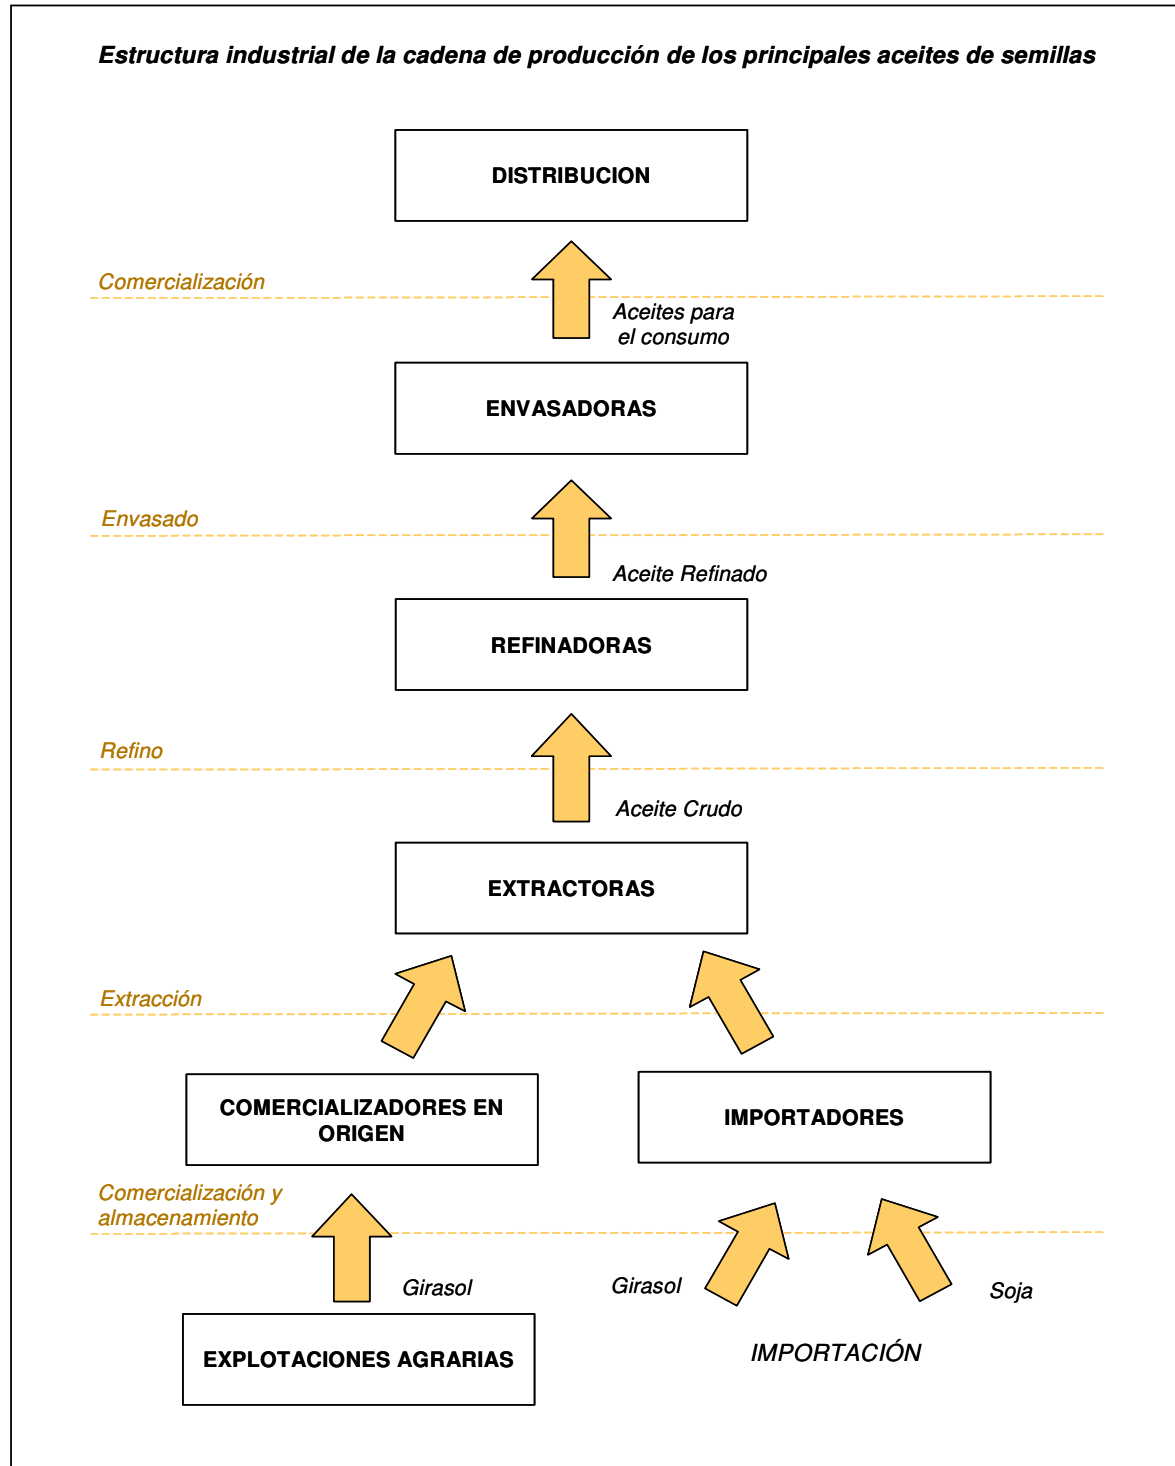 Estructura industrial de la cadena de producción de los principales aceites de semillas
DISTRIBUCION
Comercialización
Aceites para
el consumo
ENVASADORAS
Envasado
Aceite Refinado
REFINADORAS
Refino
Aceite Crudo
EXTRACTORAS
Extracción
COMERCIALIZADORES EN
ORIGEN
IMPORTADORES
Comercialización y
almacenamiento
Girasol
Girasol
Soja
EXPLOTACIONES AGRARIAS
IMPORTACIÓN